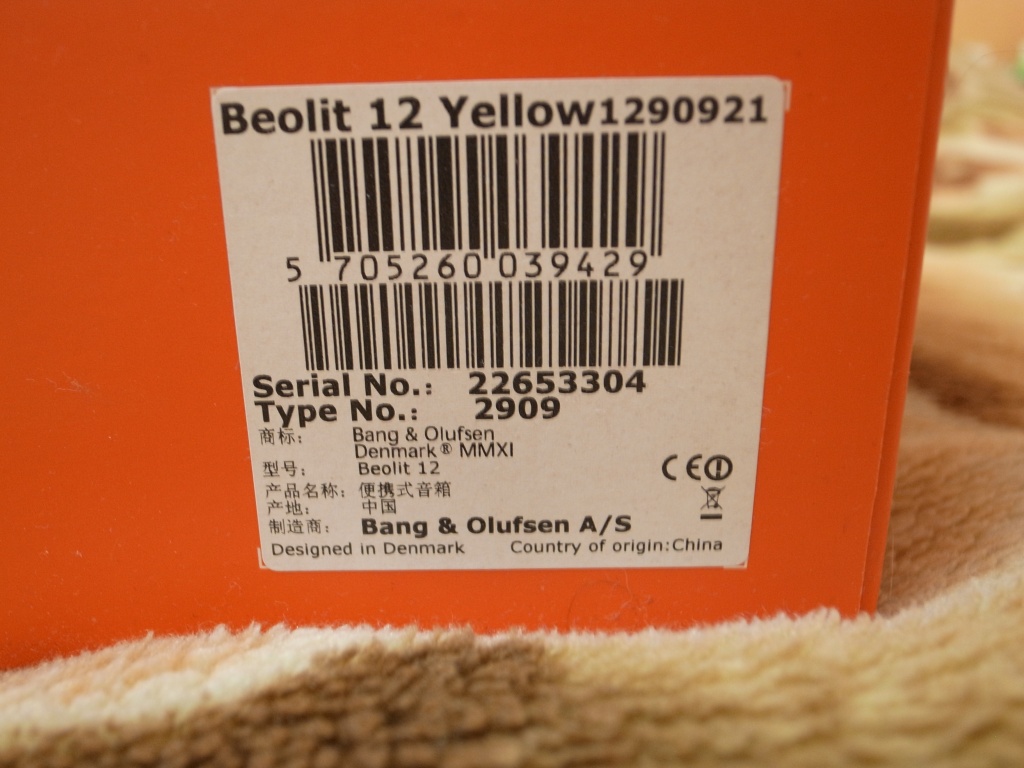 Beolit 12 Yellow 1290921
5 705260 039429
Serial No.: 22653304
Type No.: 2909
商标: Bang & Olufsen
Denmark ® MMXI
型号: Beolit 12
产品名称: 便携式音箱
产地: 中国
制造商: Bang & Olufsen A/S
Designed in Denmark Country of origin:China